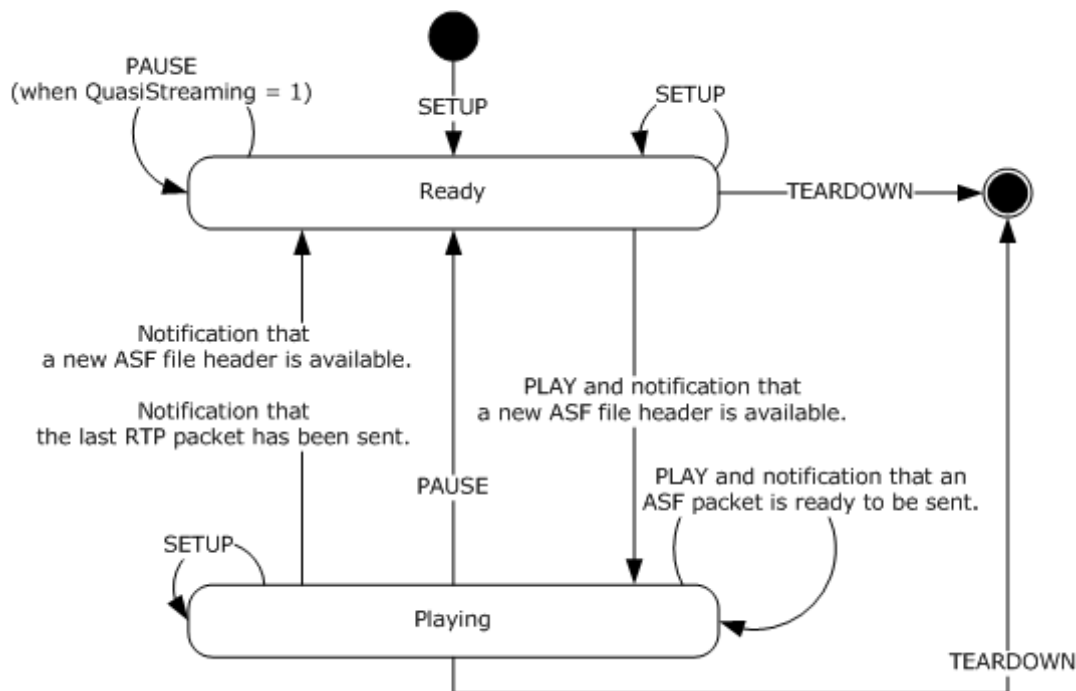 PAUSE
(when QuasiStreaming = 1)
SETUP
SETUP
Ready
TEARDOWN
Notification that
a new ASF file header is available.
Notification that
the last RTP packet has been sent.
PLAY and notification that
a new ASF file header is available.
PAUSE
PLAY and notification that an
ASF packet is ready to be sent.
SETUP
Playing
TEARDOWN